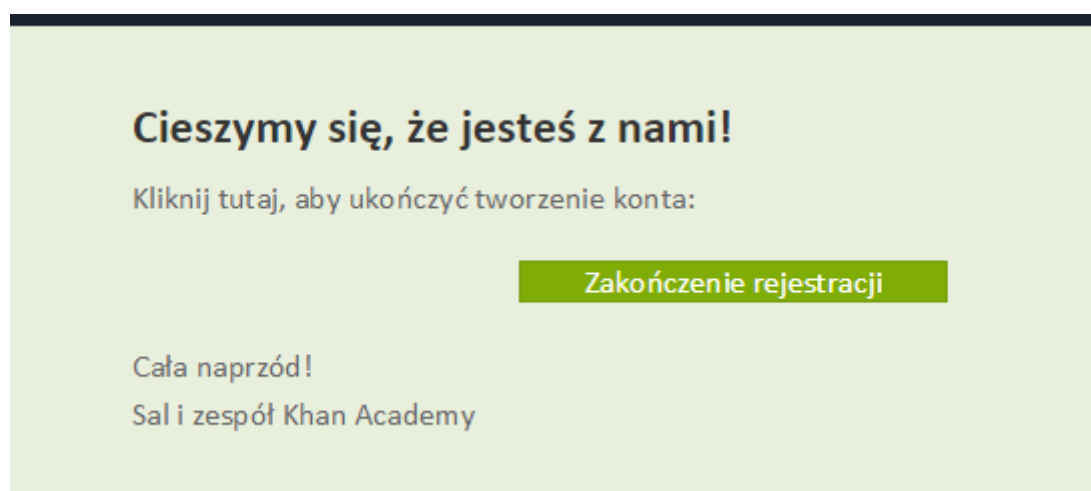 Cieszymy się, że jesteś z nami!
Kliknij tutaj, aby ukończyć tworzenie konta:
Zakończenie rejestracji
Cała naprzód!
Sal i zespół Khan Academy